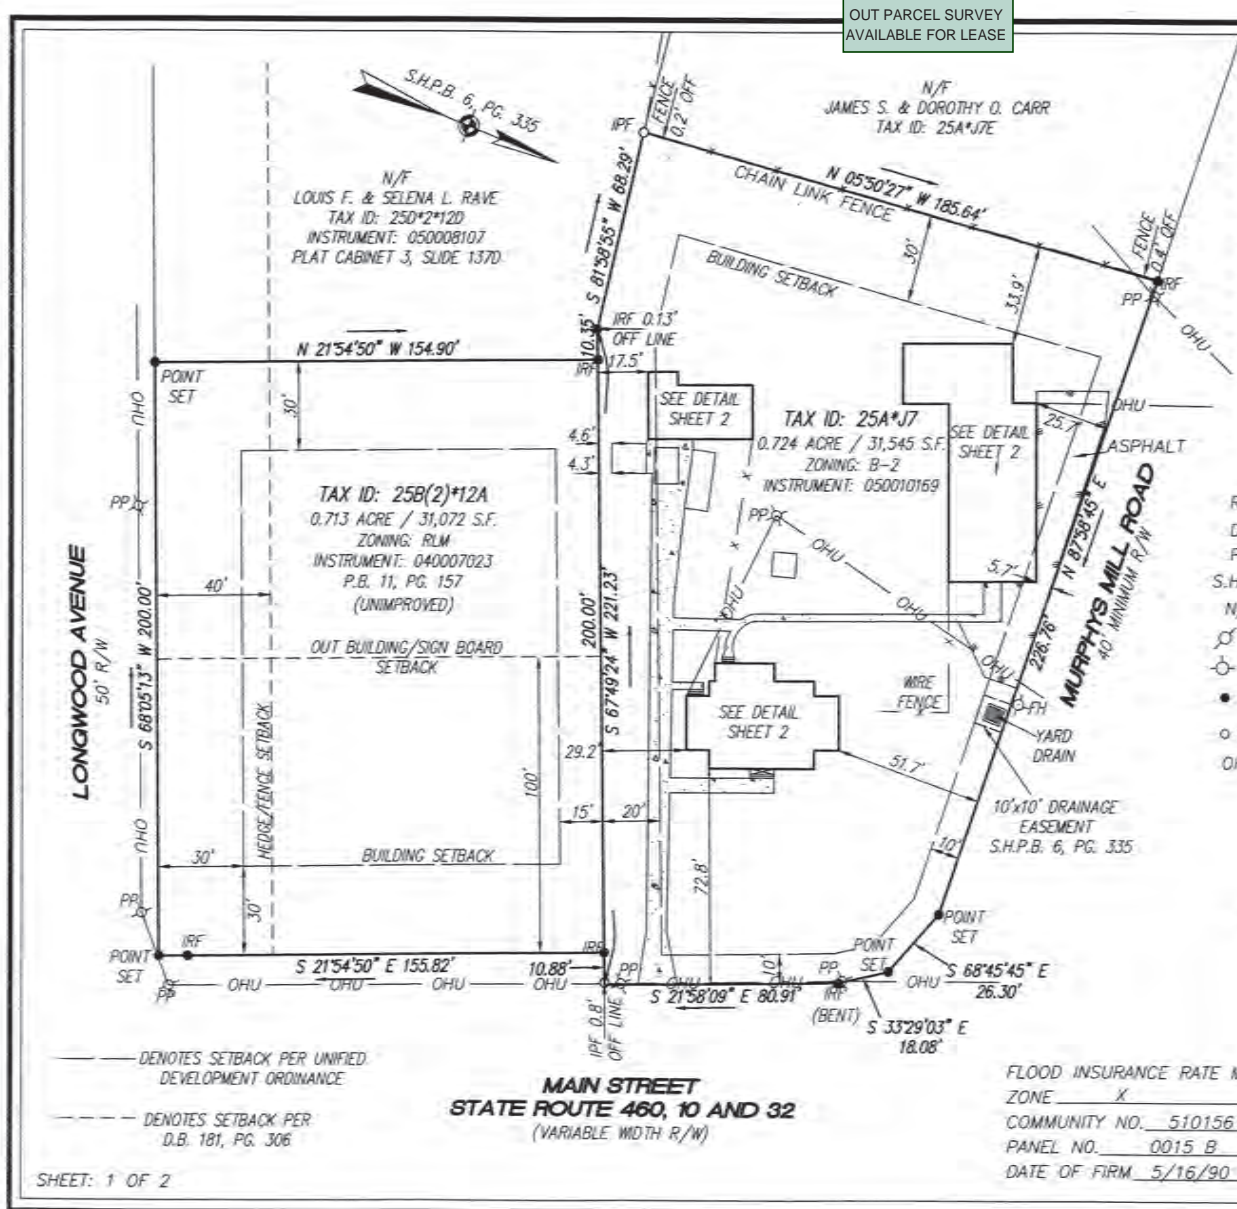 OUT PARCEL SURVEY
AVAILABLE FOR LEASE
S.H.P.B. 6, PG. 335
N/F
LOUIS F. & SELENA L. RAVE
TAX ID: 25D*2*12D
INSTRUMENT: 050008107
PLAT CABINET 3, SLIDE 137D
IPF
FENCE
0.2' OFF
N/F
JAMES S. & DOROTHY O. CARR
TAX ID: 25A*J7E
N 05°50'27" W 185.64'
CHAIN LINK FENCE
S 81°58'55" W 68.29'
BUILDING SETBACK
30'
33.9'
FENCE
0.4' OFF
IRF
PP
OHU
10.35'
IRF 0.13'
OFF LINE
N 21°54'50" W 154.90'
IRF
17.5'
POINT
SET
OHU
30'
SEE DETAIL
SHEET 2
4.6'
4.3'
TAX ID: 25A*J7
0.724 ACRE / 31,545 S.F.
ZONING: B-2
INSTRUMENT: 050010169
SEE DETAIL
SHEET 2
OHU
25.7'
ASPHALT
TAX ID: 25B(2)*12A
0.713 ACRE / 31,072 S.F.
ZONING: RLM
INSTRUMENT: 040007023
P.B. 11, PG. 157
(UNIMPROVED)
PP
PP
OHU
OHU
OHU
OHU
5.7'
N 87°58'45" E
226.76'
MURPHYS MILL ROAD
40' MINIMUM R/W
LONGWOOD AVENUE
50' R/W
S 68°05'13" W 200.00'
40'
OUT BUILDING/SIGN BOARD
SETBACK
200.00'
S 67°49'24" W 221.23'
WIRE
FENCE
FH
SEE DETAIL
SHEET 2
YARD
DRAIN
29.2'
51.7'
HEDGE/FENCE SETBACK
100'
15'
20'
10'x10' DRAINAGE
EASEMENT
S.H.P.B. 6, PG. 335
OHU
30'
BUILDING SETBACK
72.8'
10'
PP
30'
POINT
SET
IRF
IRF
POINT
SET
POINT
SET
S 21°54'50" E 155.82'
10.88'
PP
10'
PP
S 68°45'45" E
26.30'
PP
OHU
OHU
OHU
OHU
S 21°58'09" E 80.91'
OHU
OHU
IRF
(BENT)
S 33°29'03" E
18.08'
IPF 0.8'
OFF LINE
DENOTES SETBACK PER UNIFIED
DEVELOPMENT ORDINANCE
DENOTES SETBACK PER
D.B. 181, PG. 306
MAIN STREET
STATE ROUTE 460, 10 AND 32
(VARIABLE WIDTH R/W)
FLOOD INSURANCE RATE
ZONE X
COMMUNITY NO. 510156
PANEL NO. 0015 B
DATE OF FIRM 5/16/90
SHEET: 1 OF 2